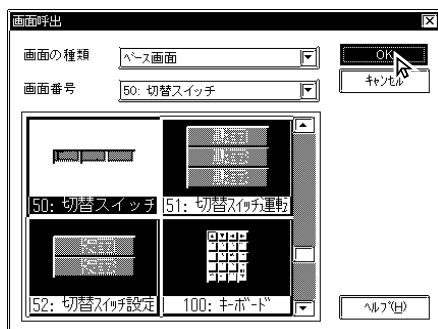 画面呼出
画面の種類
ベース画面
OK
キャンセル
画面番号
50: 切替スイッチ
50: 切替スイッチ
51: 切替スイッチ運転
52: 切替スイッチ設定
100: キーボード
ヘルプ(H)